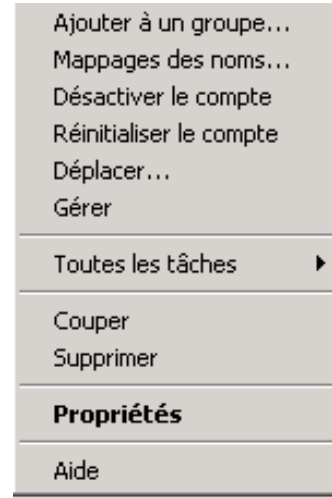 Ajouter à un groupe...
Mappages des noms...
Désactiver le compte
Réinitialiser le compte
Déplacer...
Gérer
Toutes les tâches
Couper
Supprimer
Propriétés
Aide